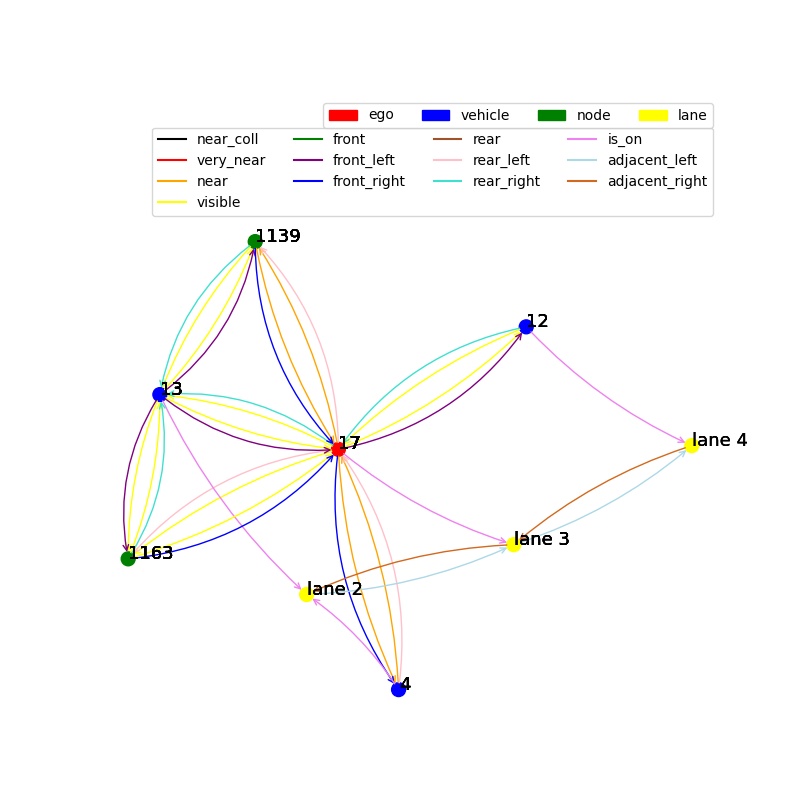 ego vehicle node lane
near_coll front rear is_on
very_near front_left rear_left adjacent_left
near front_right rear_right adjacent_right
visible
1139
12
13
17
lane 4
lane 3
1163
lane 2
4